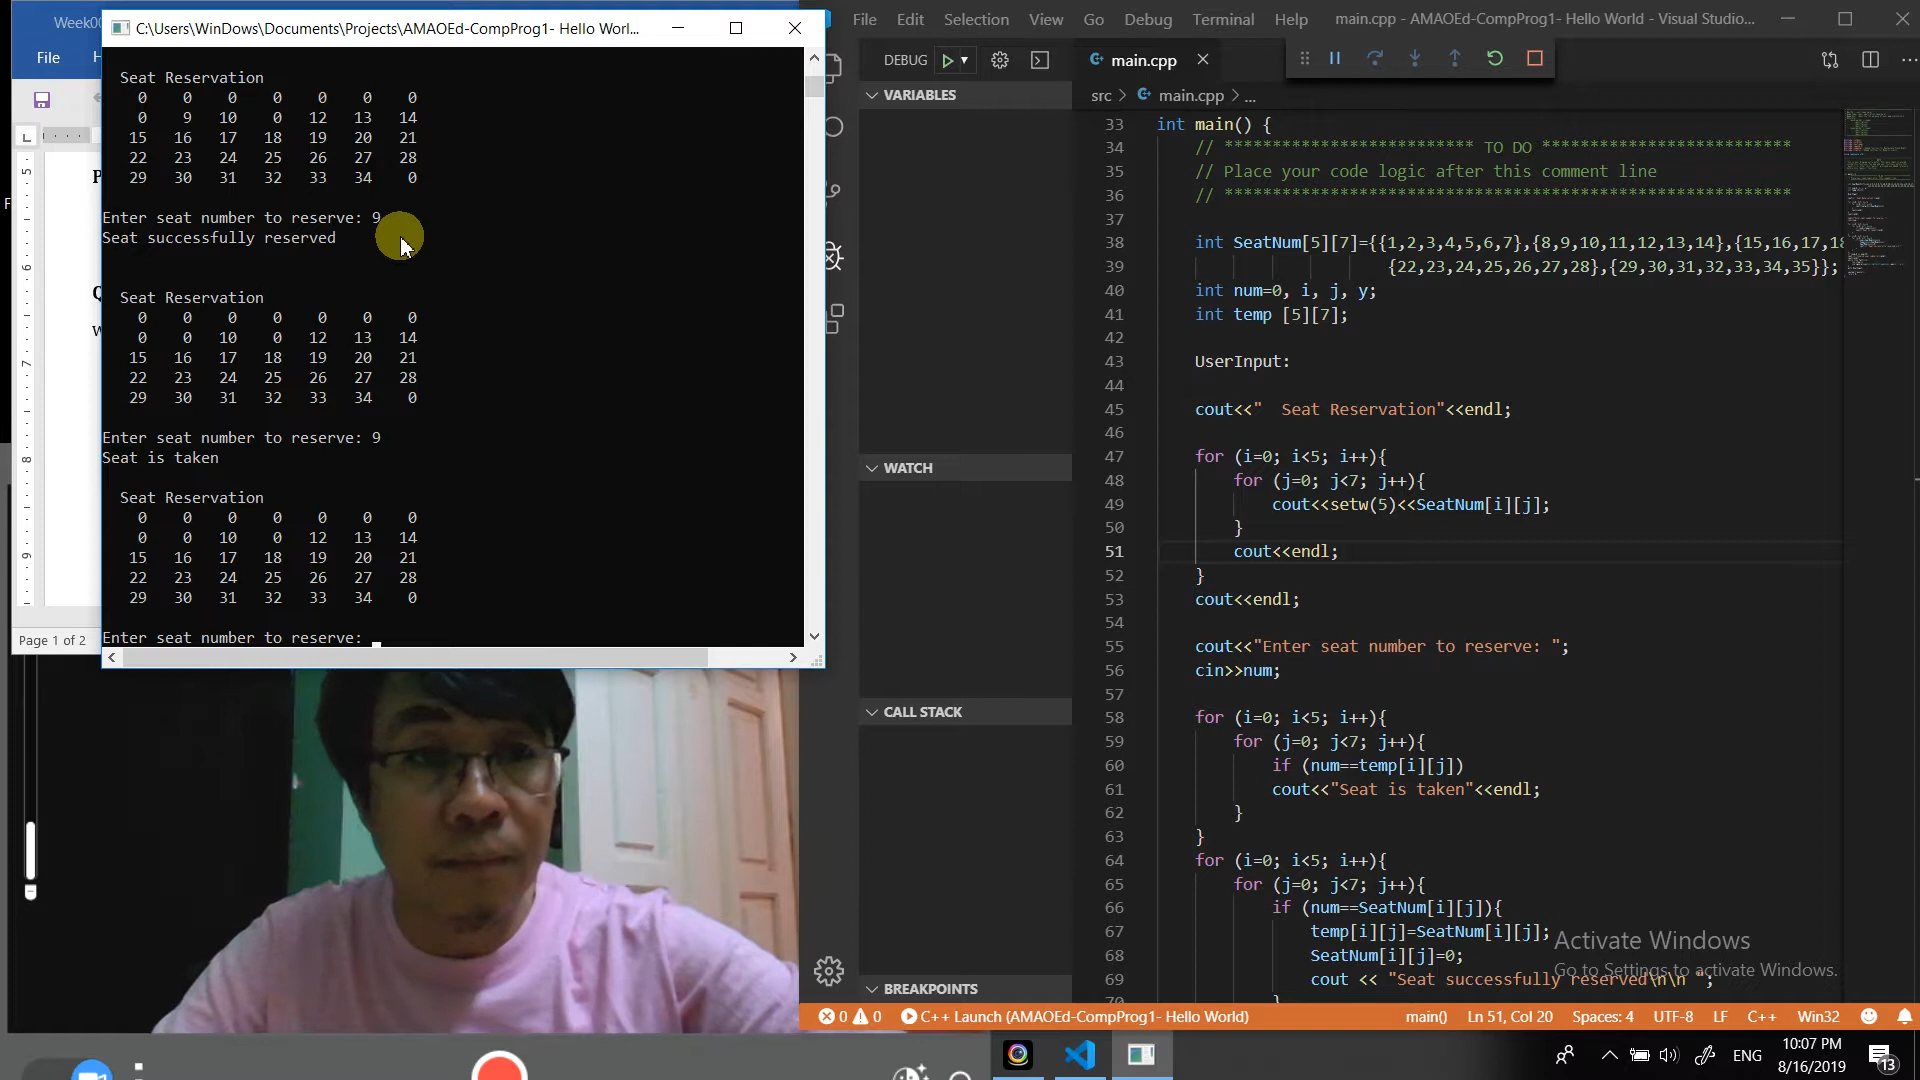 Week00
File
H
Page 1 of 2
C:\Users\WinDows\Documents\Projects\AMAOEd-CompProg1- Hello Worl...
Seat Reservation
0 0 0 0 0 0 0
0 9 10 0 12 13 14
15 16 17 18 19 20 21
22 23 24 25 26 27 28
29 30 31 32 33 34 0
Enter seat number to reserve: 9
Seat successfully reserved
Seat Reservation
0 0 0 0 0 0 0
0 0 10 0 12 13 14
15 16 17 18 19 20 21
22 23 24 25 26 27 28
29 30 31 32 33 34 0
Enter seat number to reserve: 9
Seat is taken
Seat Reservation
0 0 0 0 0 0 0
0 0 10 0 12 13 14
15 16 17 18 19 20 21
22 23 24 25 26 27 28
29 30 31 32 33 34 0
Enter seat number to reserve:
File Edit Selection View Go Debug Terminal Help main.cpp - AMAOEd-CompProg1- Hello World - Visual Studio...
DEBUG
VARIABLES
WATCH
CALL STACK
BREAKPOINTS
main.cpp
src > main.cpp > ...
33 int main() {
34 // ************************** TO DO **************************
35 // Place your code logic after this comment line
36 // ***********************************************************
37
38 int SeatNum[5][7]={{1,2,3,4,5,6,7},{8,9,10,11,12,13,14},{15,16,17,18
39 {22,23,24,25,26,27,28},{29,30,31,32,33,34,35}};
40 int num=0, i, j, y;
41 int temp [5][7];
42
43 UserInput:
44
45 cout<<"  Seat Reservation"<<endl;
46
47 for (i=0; i<5; i++){
48 for (j=0; j<7; j++){
49 cout<<setw(5)<<SeatNum[i][j];
50 }
51 cout<<endl;
52 }
53 cout<<endl;
54
55 cout<<"Enter seat number to reserve: ";
56 cin>>num;
57
58 for (i=0; i<5; i++){
59 for (j=0; j<7; j++){
60 if (num==temp[i][j])
61 cout<<"Seat is taken"<<endl;
62 }
63 }
64 for (i=0; i<5; i++){
65 for (j=0; j<7; j++){
66 if (num==SeatNum[i][j]){
67 temp[i][j]=SeatNum[i][j];
68 SeatNum[i][j]=0;
69 cout << "Seat successfully reserved\n\n ";
70 }
Activate Windows
Go to Settings to activate Windows.
0 0 C++ Launch (AMAOEd-CompProg1- Hello World) main() Ln 51, Col 20 Spaces: 4 UTF-8 LF C++ Win32
ENG
10:07 PM
8/16/2019
13